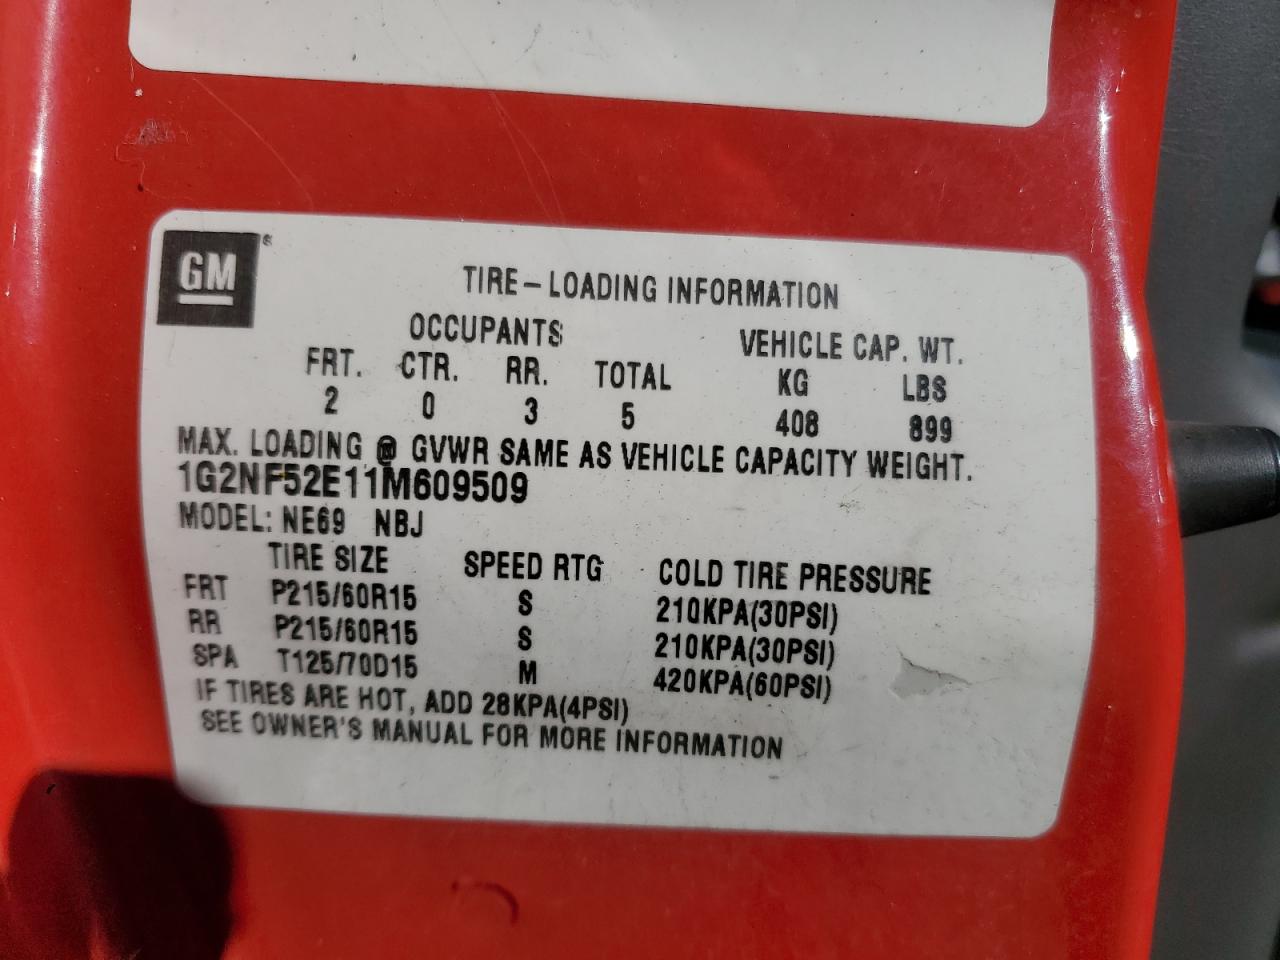 GM®
TIRE-LOADING INFORMATION
OCCUPANTS VEHICLE CAP. WT.
FRT. CTR. RR. TOTAL KG LBS
2 0 3 5 408 899
MAX. LOADING @ GVWR SAME AS VEHICLE CAPACITY WEIGHT.
1G2NF52E11M609509
MODEL: NE69 NBJ
TIRE SIZE SPEED RTG COLD TIRE PRESSURE
FRT P215/60R15 S 210KPA(30PSI)
RR P215/60R15 S 210KPA(30PSI)
SPA T125/70D15 M 420KPA(60PSI)
IF TIRES ARE HOT, ADD 28KPA(4PSI)
SEE OWNER'S MANUAL FOR MORE INFORMATION